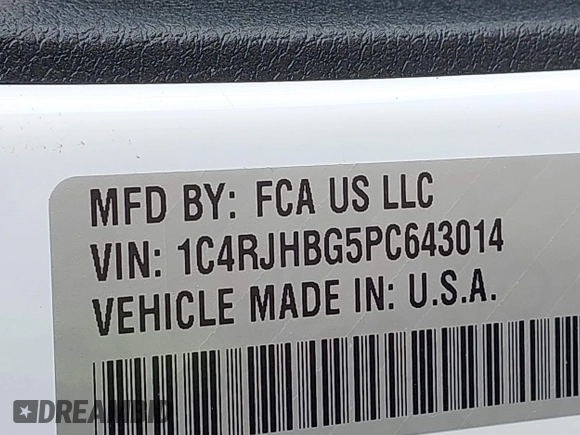 MFD BY: FCA US LLC
VIN: 1C4RJHBG5PC643014
VEHICLE MADE IN: U.S.A.
DREAMBID